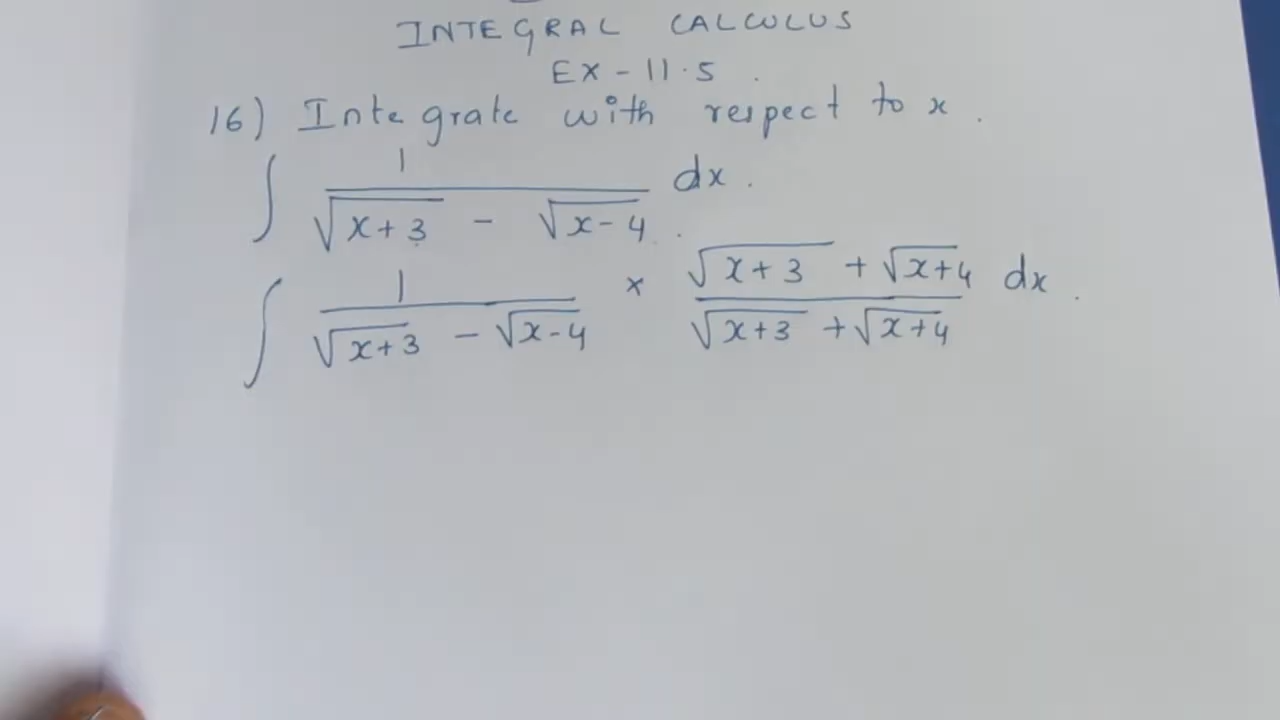 INTEGRAL CALCULUS
EX - 11.5 .
16) Integrate with respect to x .
∫ 1 / (√(x+3) - √(x-4)) dx .
∫ 1 / (√(x+3) - √(x-4)) × (√(x+3) + √(x+4)) / (√(x+3) + √(x+4)) dx .